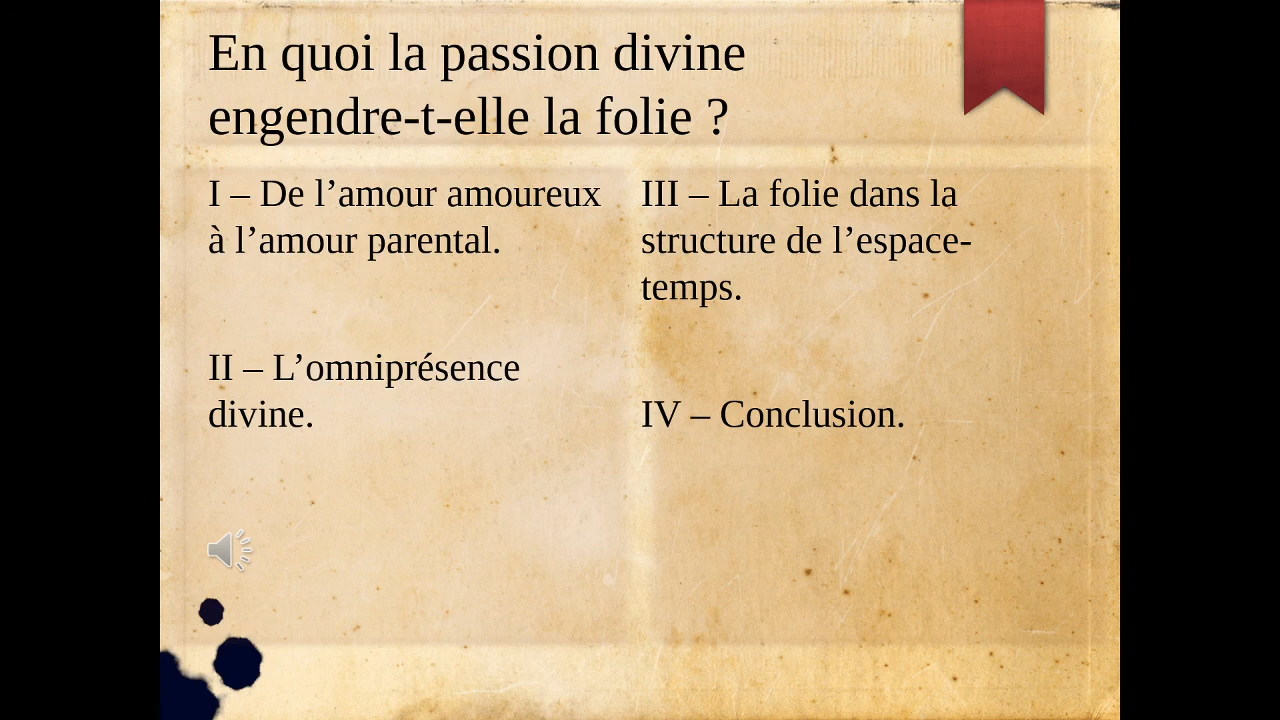 En quoi la passion divine
engendre-t-elle la folie ?
I – De l’amour amoureux
à l’amour parental.
II – L’omniprésence
divine.
III – La folie dans la
structure de l’espace-
temps.
IV – Conclusion.